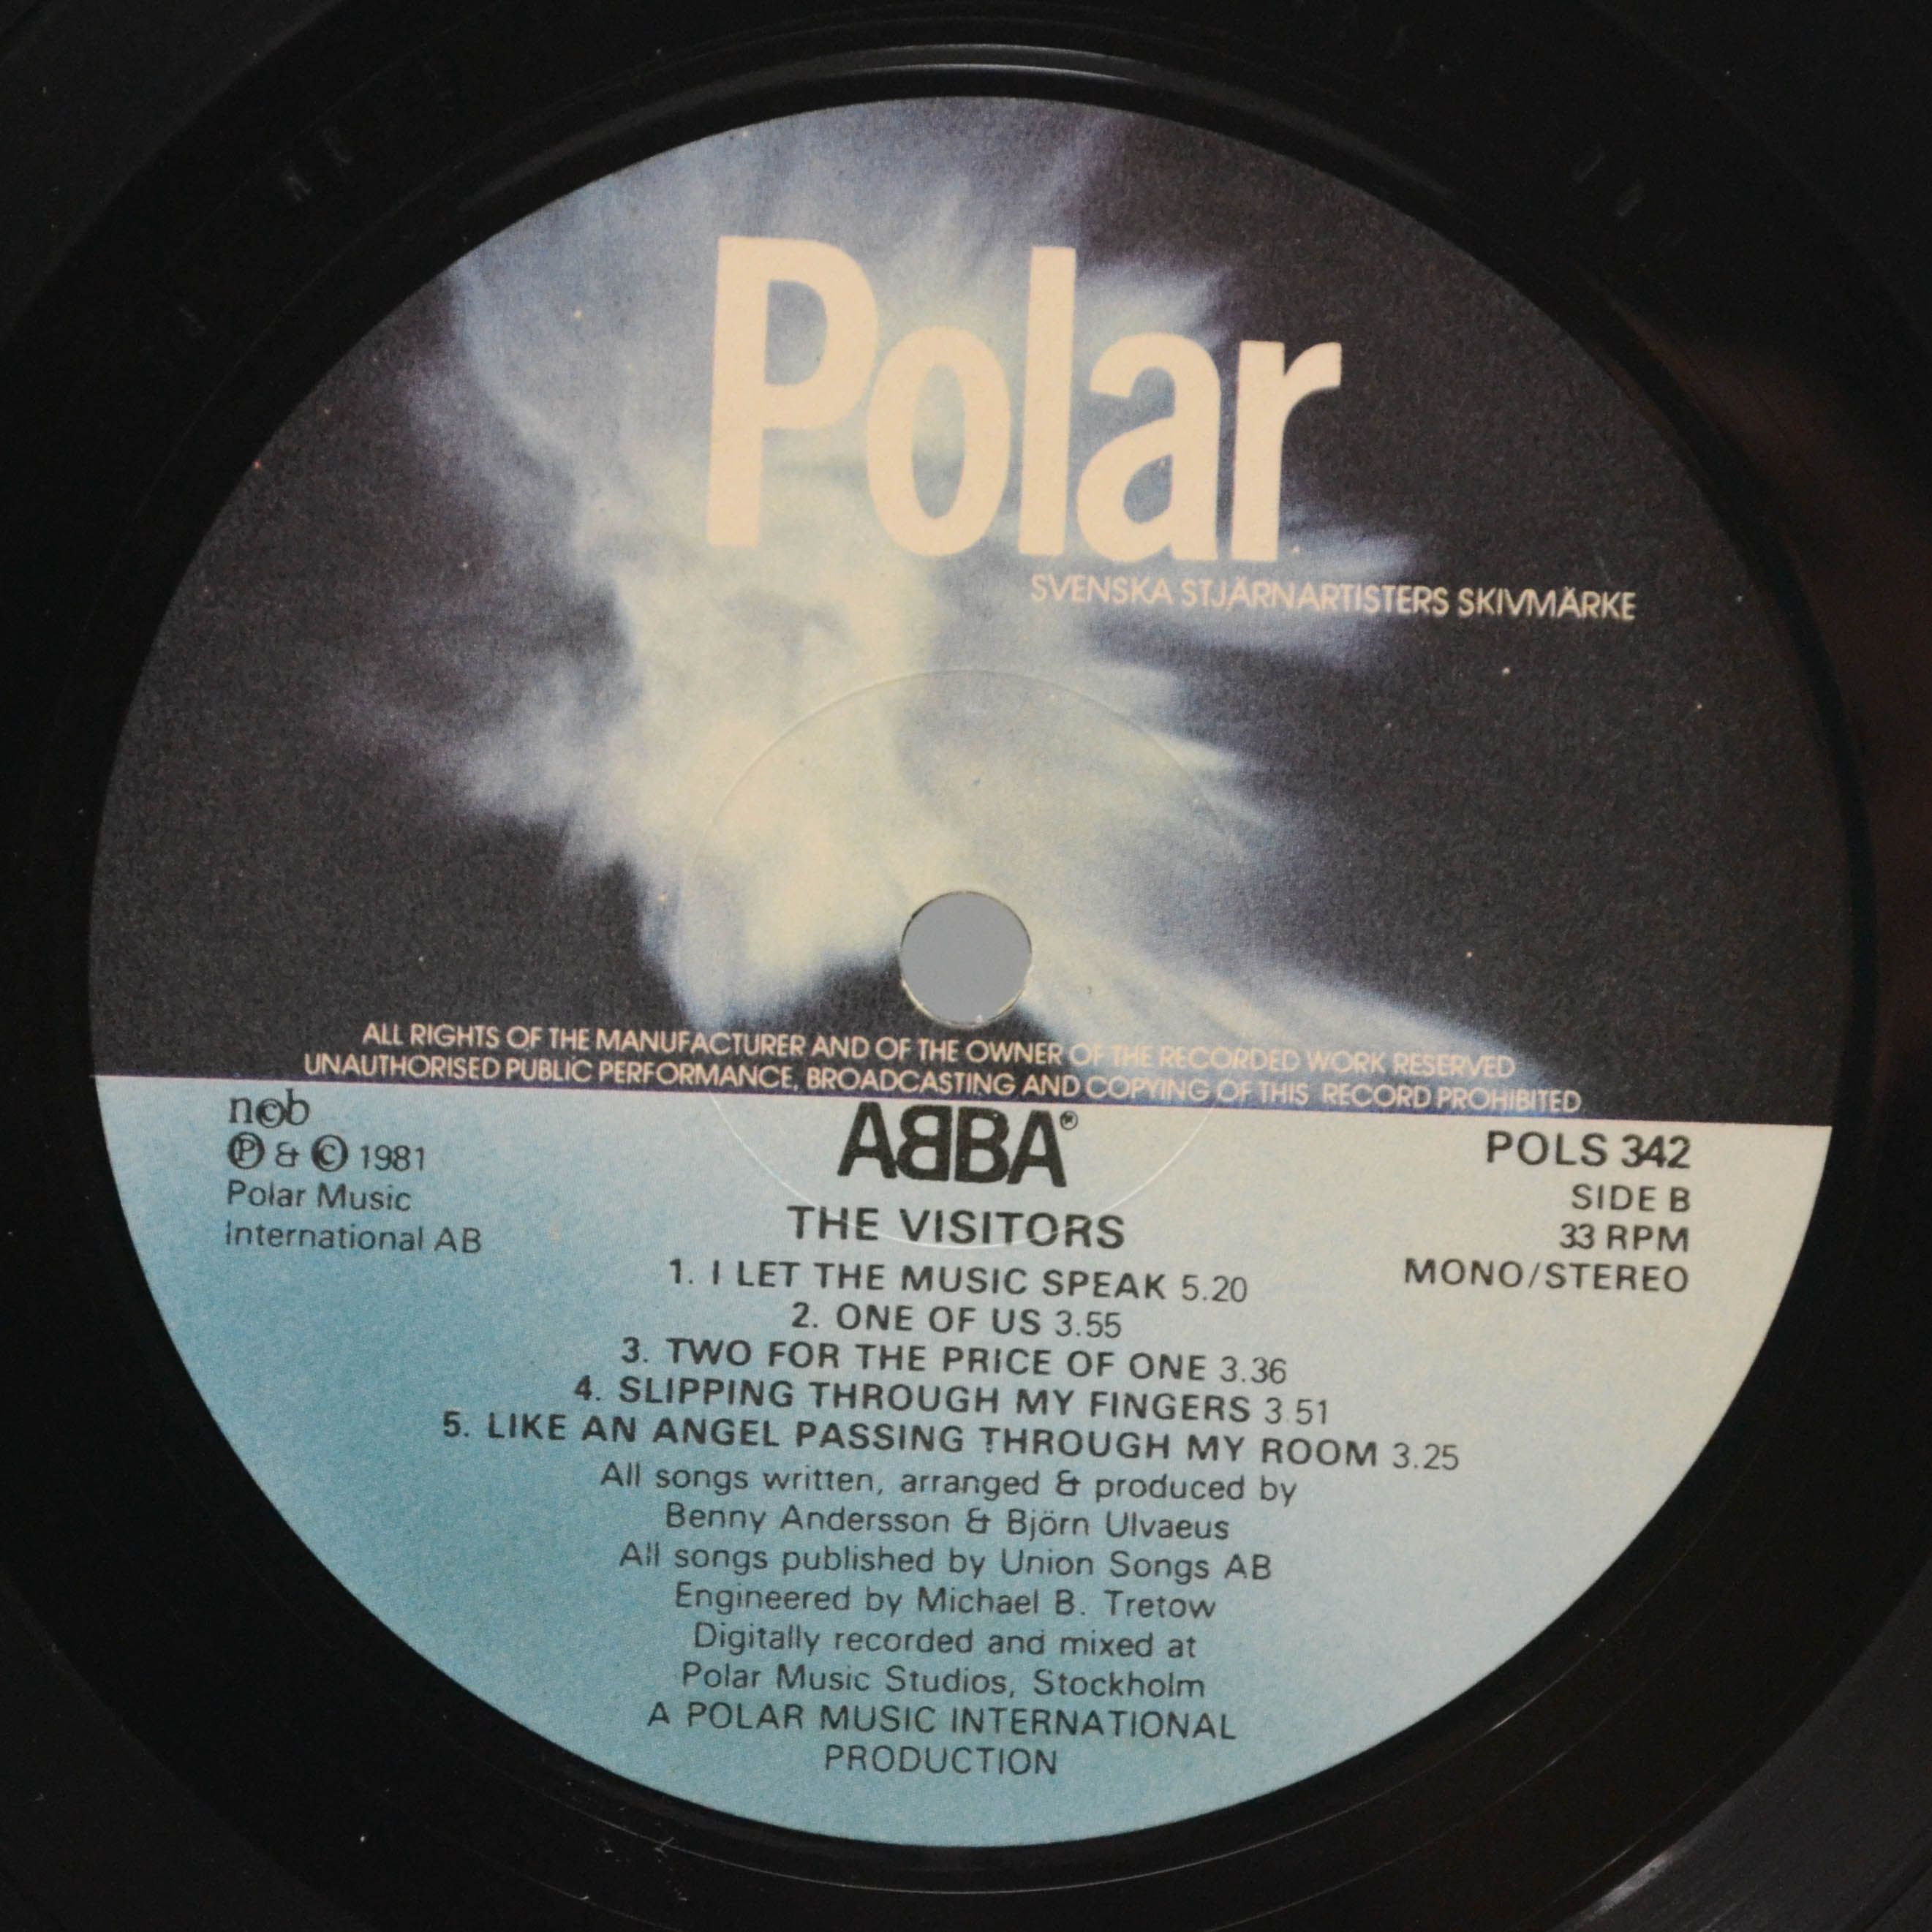 Polar
SVENSKA STJÄRNARTISTERS SKIVMÄRKE
ALL RIGHTS OF THE MANUFACTURER AND OF THE OWNER OF THE RECORDED WORK RESERVED
UNAUTHORISED PUBLIC PERFORMANCE, BROADCASTING AND COPYING OF THIS RECORD PROHIBITED
n©b
℗ & © 1981
Polar Music
International AB
ABBA®
POLS 342
SIDE B
33 RPM
MONO/STEREO
THE VISITORS
1. I LET THE MUSIC SPEAK 5.20
2. ONE OF US 3.55
3. TWO FOR THE PRICE OF ONE 3.36
4. SLIPPING THROUGH MY FINGERS 3.51
5. LIKE AN ANGEL PASSING THROUGH MY ROOM 3.25
All songs written, arranged & produced by
Benny Andersson & Björn Ulvaeus
All songs published by Union Songs AB
Engineered by Michael B. Tretow
Digitally recorded and mixed at
Polar Music Studios, Stockholm
A POLAR MUSIC INTERNATIONAL
PRODUCTION